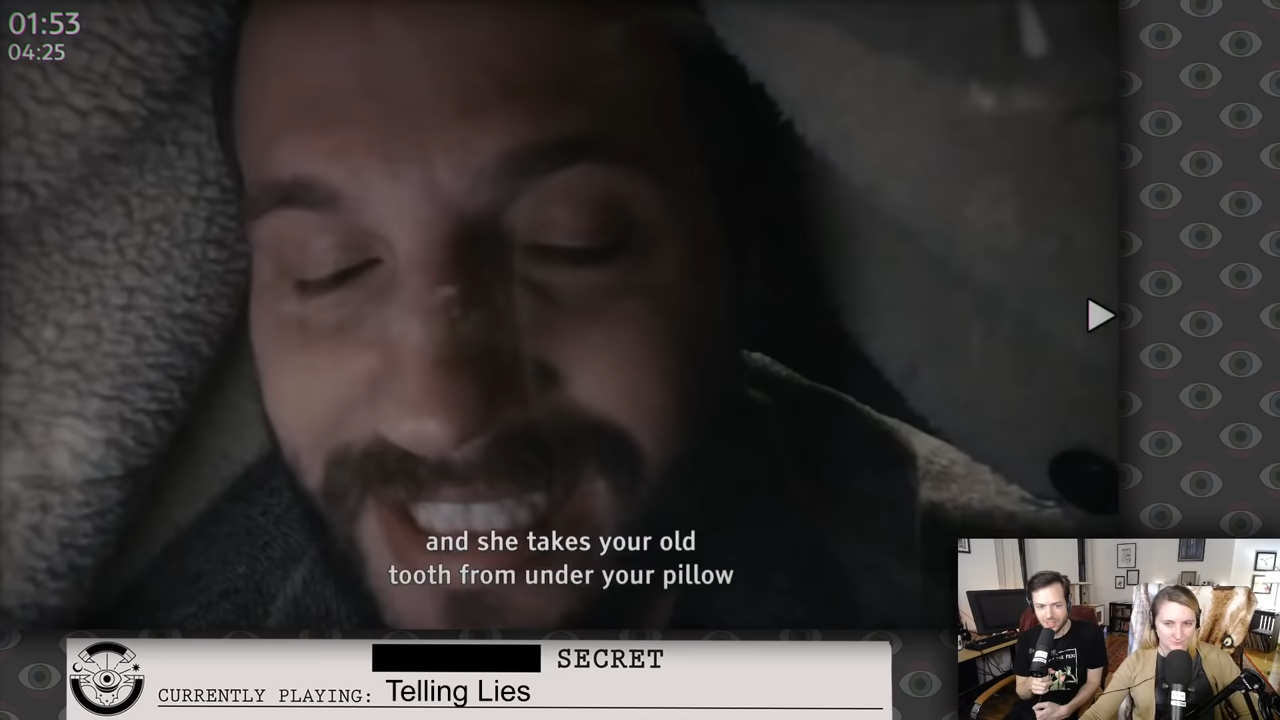 01:53
04:25
and she takes your old
tooth from under your pillow
SECRET
CURRENTLY PLAYING: Telling Lies